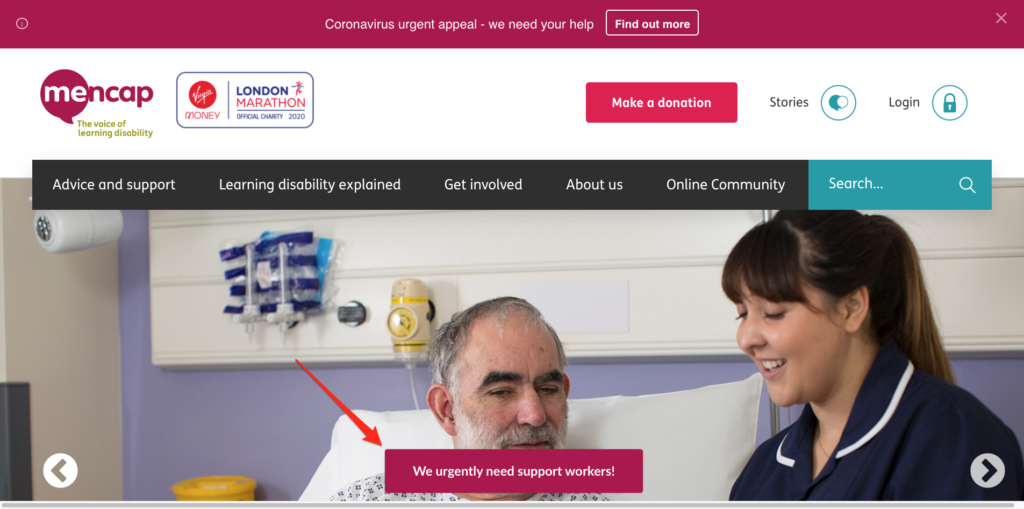 Coronavirus urgent appeal - we need your help
Find out more
mencap
The voice of
learning disability
Virgin
MONEY
LONDON
MARATHON
OFFICIAL CHARITY 2020
Make a donation
Stories
Login
Advice and support
Learning disability explained
Get involved
About us
Online Community
Search...
We urgently need support workers!